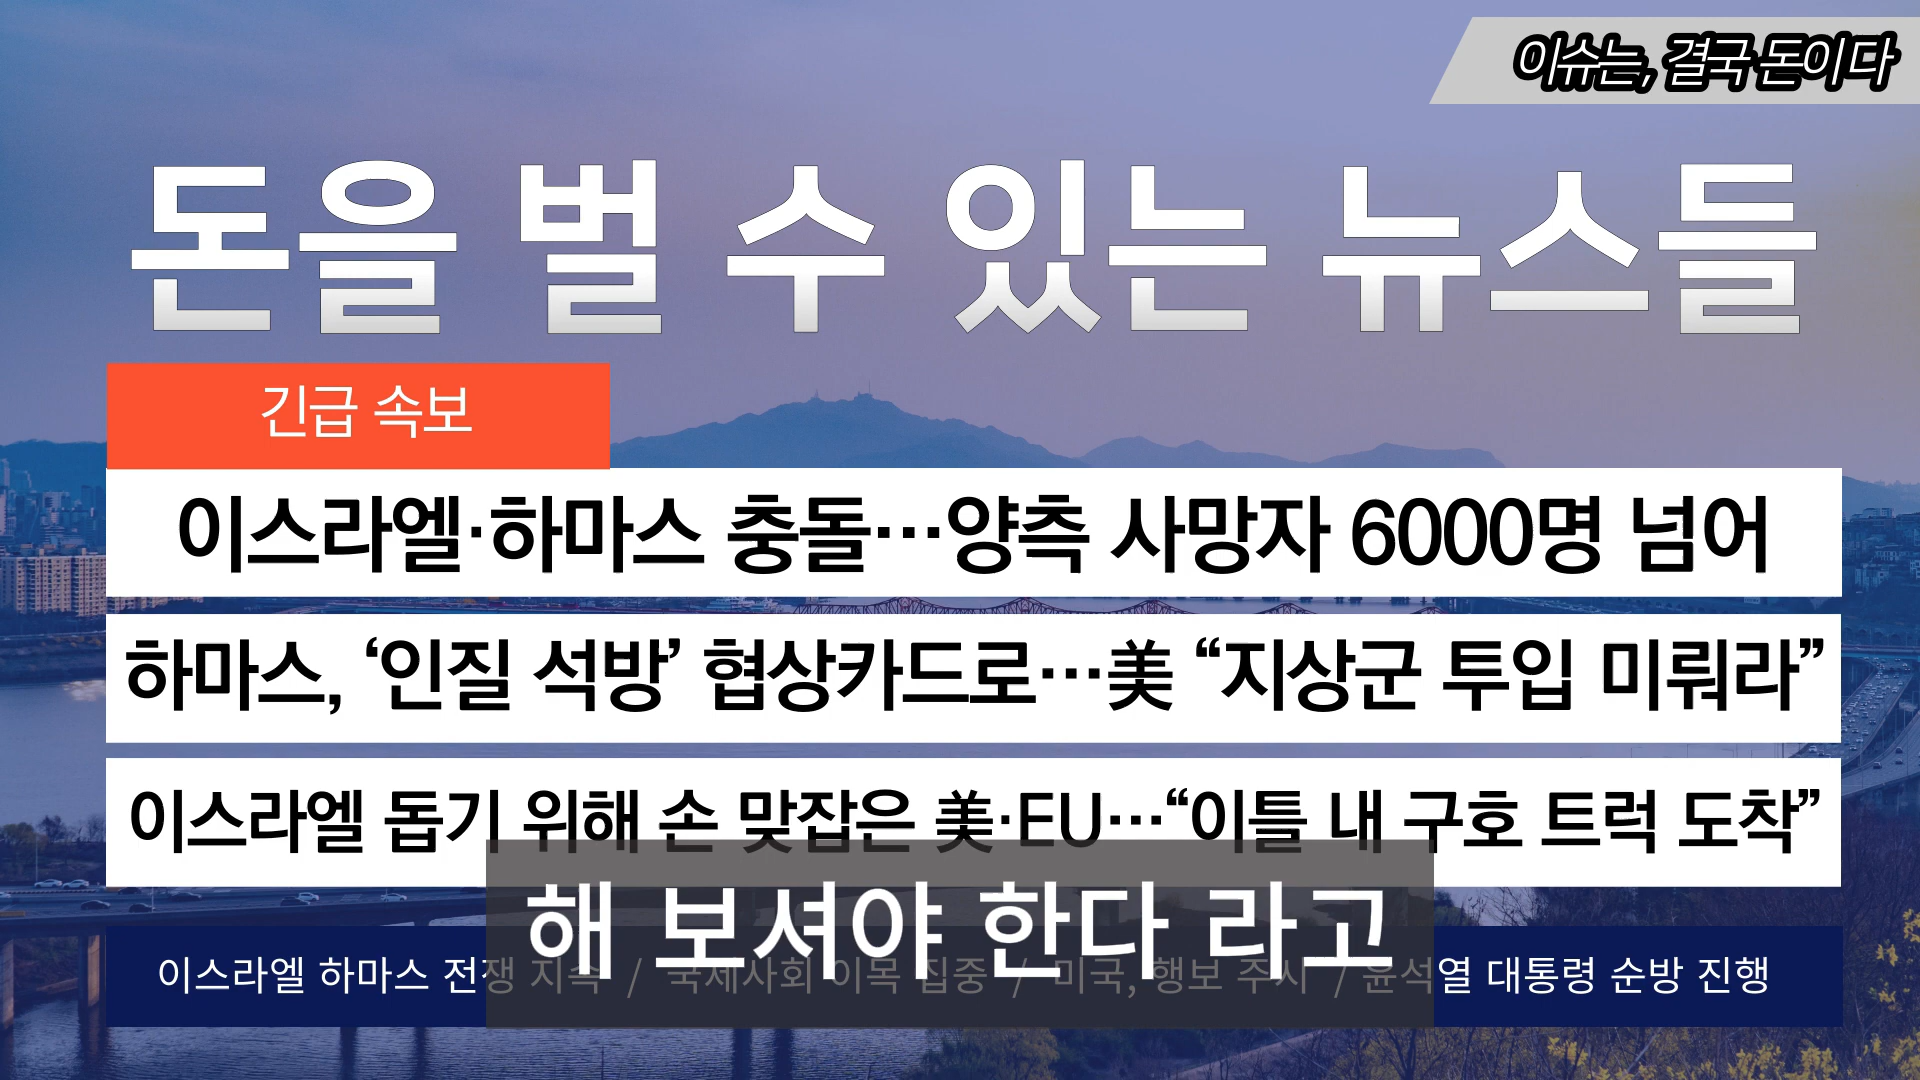 이슈는, 결국 돈이다
돈을 벌 수 있는 뉴스들
긴급 속보
이스라엘·하마스 충돌…양측 사망자 6000명 넘어
하마스, ‘인질 석방’ 협상카드로…美 “지상군 투입 미뤄라”
이스라엘 돕기 위해 손 맞잡은 美·EU…“이틀 내 구호 트럭 도착”
해 보셔야 한다 라고
이스라엘 하마스 전쟁 지속 / 국제사회 이목 집중 / 미국, 행보 주시 / 윤석열 대통령 순방 진행